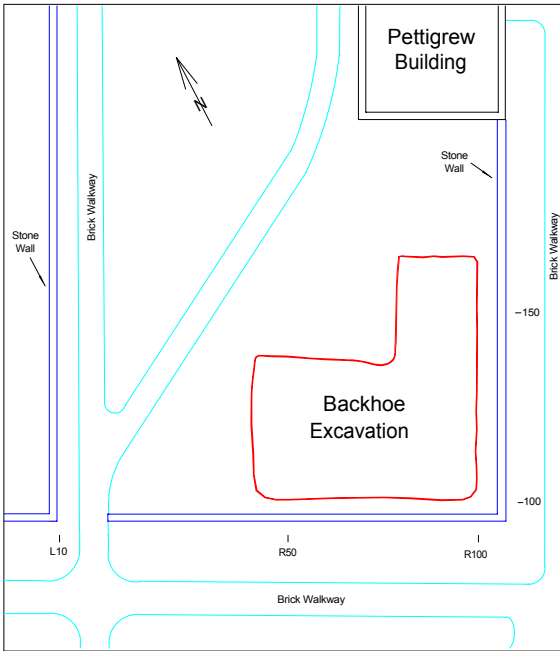 Pettigrew
Building
N
Stone
Wall
Brick Walkway
Stone
Wall
Brick Walkway
–150
Backhoe
Excavation
–100
L10
R50
R100
Brick Walkway